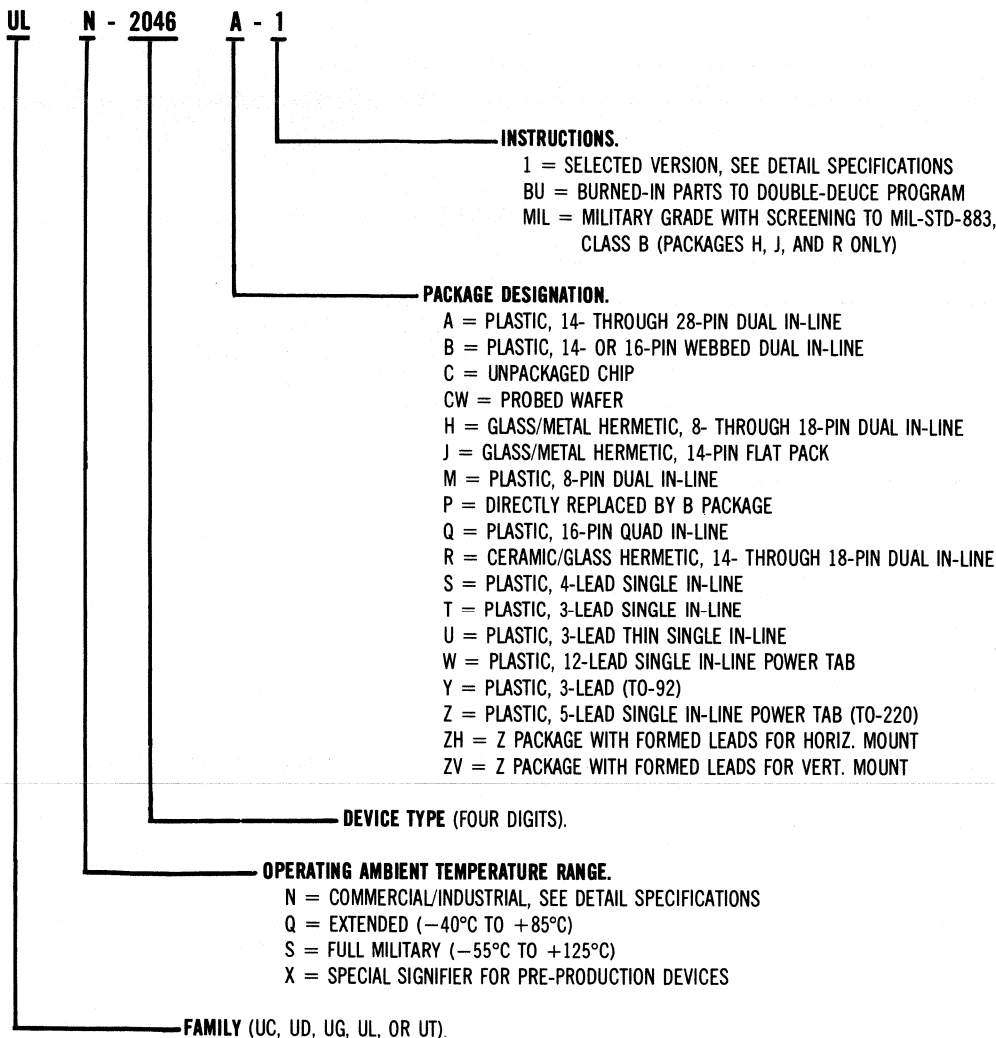 UL N - 2046 A - 1
INSTRUCTIONS.
1 = SELECTED VERSION, SEE DETAIL SPECIFICATIONS
BU = BURNED-IN PARTS TO DOUBLE-DEUCE PROGRAM
MIL = MILITARY GRADE WITH SCREENING TO MIL-STD-883,
CLASS B (PACKAGES H, J, AND R ONLY)
PACKAGE DESIGNATION.
A = PLASTIC, 14- THROUGH 28-PIN DUAL IN-LINE
B = PLASTIC, 14- OR 16-PIN WEBBED DUAL IN-LINE
C = UNPACKAGED CHIP
CW = PROBED WAFER
H = GLASS/METAL HERMETIC, 8- THROUGH 18-PIN DUAL IN-LINE
J = GLASS/METAL HERMETIC, 14-PIN FLAT PACK
M = PLASTIC, 8-PIN DUAL IN-LINE
P = DIRECTLY REPLACED BY B PACKAGE
Q = PLASTIC, 16-PIN QUAD IN-LINE
R = CERAMIC/GLASS HERMETIC, 14- THROUGH 18-PIN DUAL IN-LINE
S = PLASTIC, 4-LEAD SINGLE IN-LINE
T = PLASTIC, 3-LEAD SINGLE IN-LINE
U = PLASTIC, 3-LEAD THIN SINGLE IN-LINE
W = PLASTIC, 12-LEAD SINGLE IN-LINE POWER TAB
Y = PLASTIC, 3-LEAD (TO-92)
Z = PLASTIC, 5-LEAD SINGLE IN-LINE POWER TAB (TO-220)
ZH = Z PACKAGE WITH FORMED LEADS FOR HORIZ. MOUNT
ZV = Z PACKAGE WITH FORMED LEADS FOR VERT. MOUNT
DEVICE TYPE (FOUR DIGITS).
OPERATING AMBIENT TEMPERATURE RANGE.
N = COMMERCIAL/INDUSTRIAL, SEE DETAIL SPECIFICATIONS
Q = EXTENDED (−40°C TO +85°C)
S = FULL MILITARY (−55°C TO +125°C)
X = SPECIAL SIGNIFIER FOR PRE-PRODUCTION DEVICES
FAMILY (UC, UD, UG, UL, OR UT).